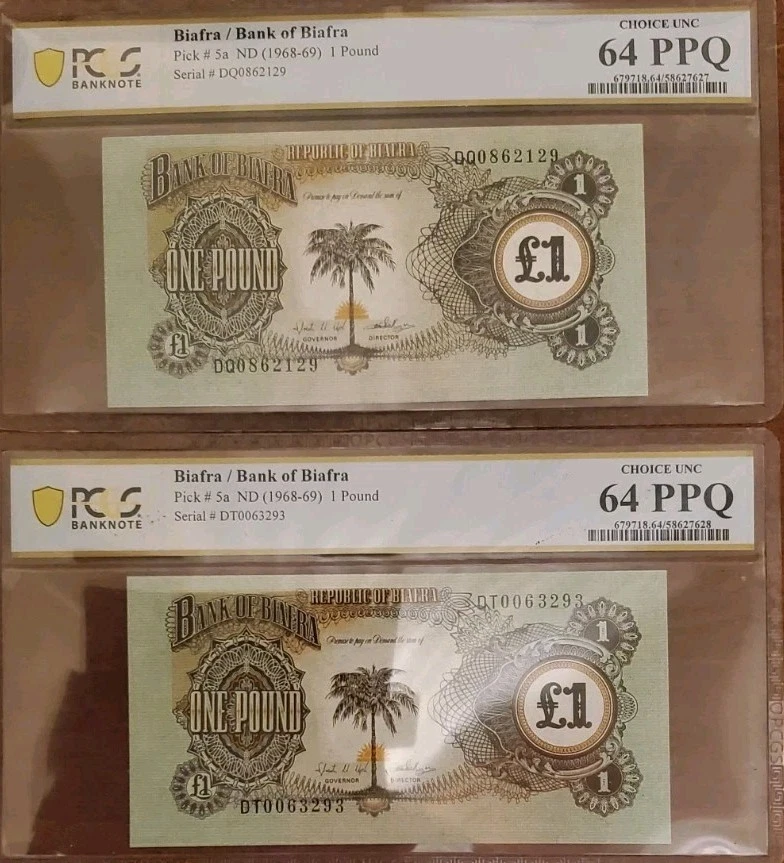 PCGS
BANKNOTE
Biafra / Bank of Biafra
Pick # 5a ND (1968-69) 1 Pound
Serial # DQ0862129
CHOICE UNC
64 PPQ
679718.64/58627627
BANK OF BIAFRA
REPUBLIC OF BIAFRA
DQ0862129
1
Promise to pay on Demand the sum of
ONE POUND
£1
GOVERNOR
DIRECTOR
£1
1
DQ0862129
PCGS
BANKNOTE
Biafra / Bank of Biafra
Pick # 5a ND (1968-69) 1 Pound
Serial # DT0063293
CHOICE UNC
64 PPQ
679718.64/58627628
BANK OF BIAFRA
REPUBLIC OF BIAFRA
DT0063293
1
Promise to pay on Demand the sum of
ONE POUND
£1
GOVERNOR
DIRECTOR
£1
1
DT0063293